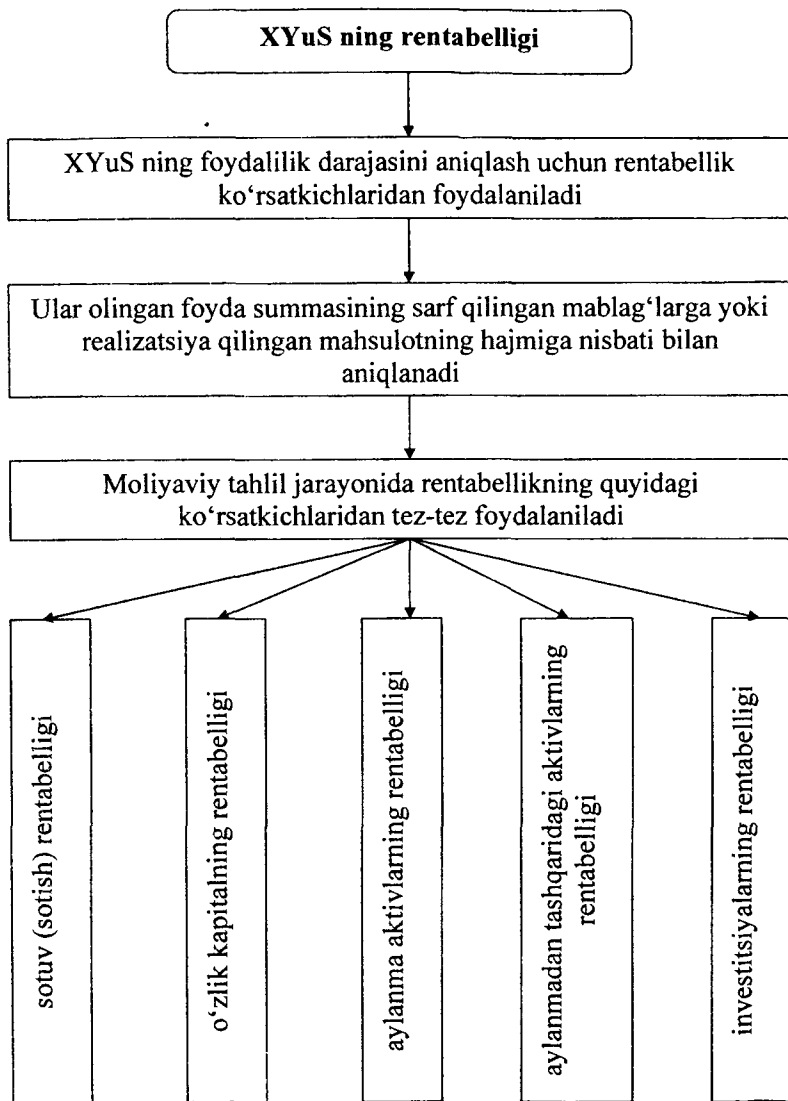 XYuS ning rentabelligi
XYuS ning foydalilik darajasini aniqlash uchun rentabellik
ko‘rsatkichlaridan foydalaniladi
Ular olingan foyda summasining sarf qilingan mablag‘larga yoki
realizatsiya qilingan mahsulotning hajmiga nisbati bilan
aniqlanadi
Moliyaviy tahlil jarayonida rentabellikning quyidagi
ko‘rsatkichlaridan tez-tez foydalaniladi
sotuv (sotish) rentabelligi
o‘zlik kapitalning rentabelligi
aylanma aktivlarning rentabelligi
aylanmadan tashqaridagi aktivlarning
rentabelligi
investitsiyalarning rentabelligi